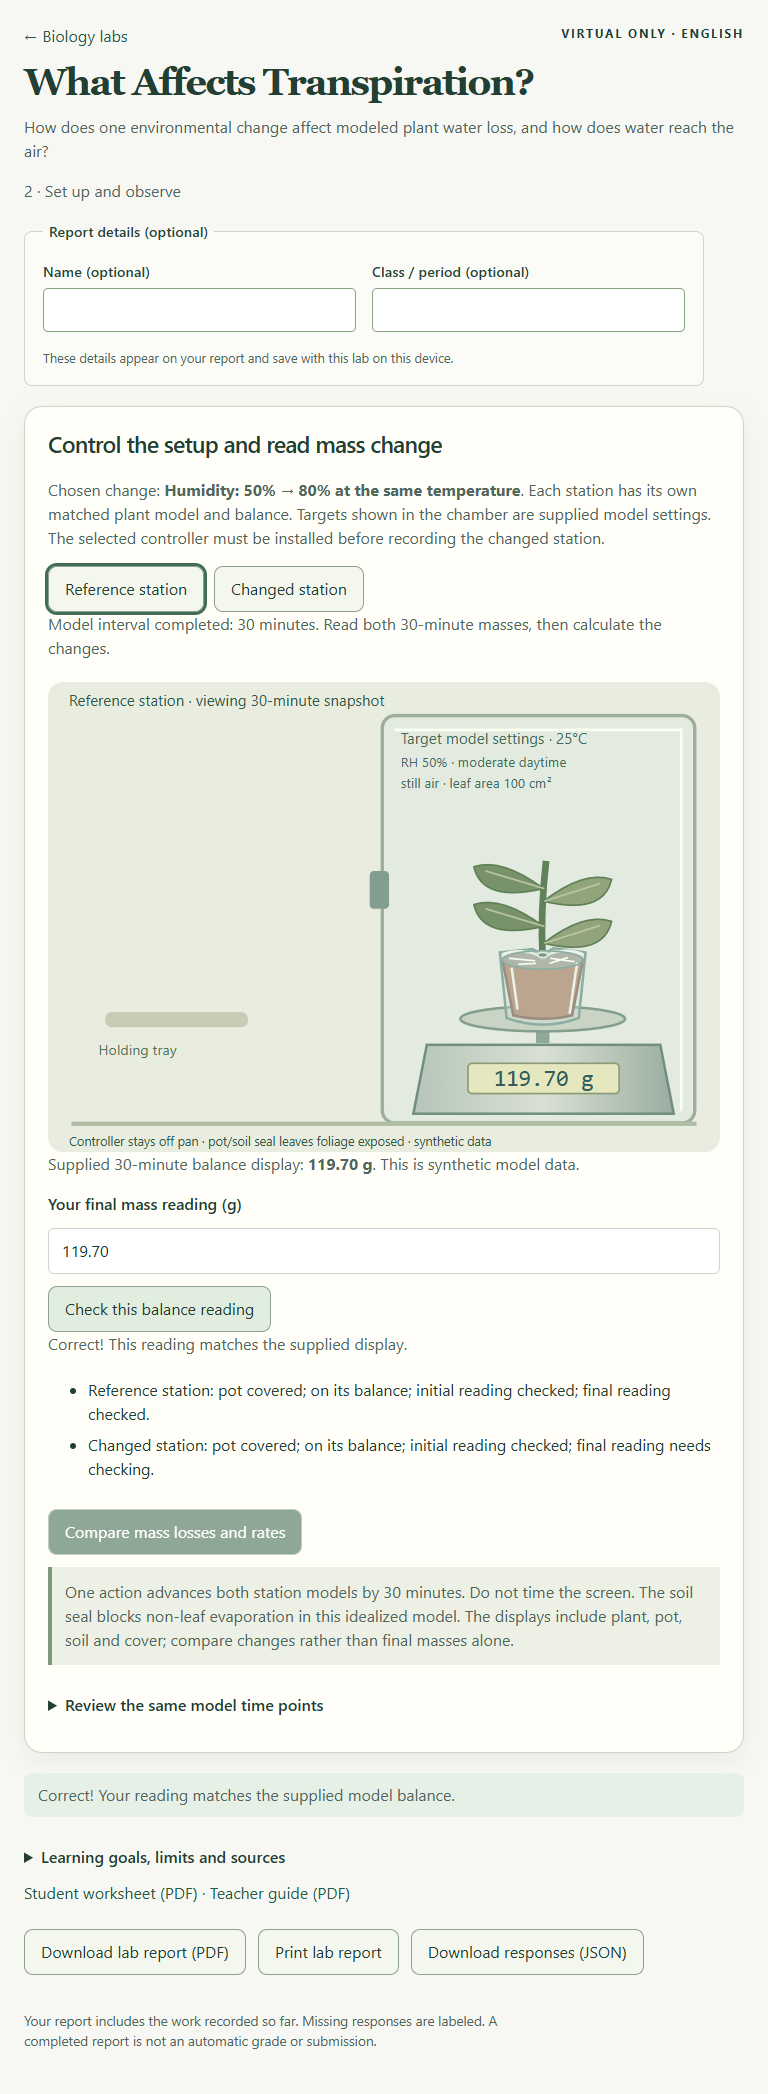 ← Biology labs
VIRTUAL ONLY · ENGLISH
What Affects Transpiration?
How does one environmental change affect modeled plant water loss, and how does water reach the
air?
2 · Set up and observe
Report details (optional)
Name (optional)
Class / period (optional)
These details appear on your report and save with this lab on this device.
Control the setup and read mass change
Chosen change: Humidity: 50% → 80% at the same temperature. Each station has its own
matched plant model and balance. Targets shown in the chamber are supplied model settings.
The selected controller must be installed before recording the changed station.
Reference station
Changed station
Model interval completed: 30 minutes. Read both 30-minute masses, then calculate the
changes.
Reference station · viewing 30-minute snapshot
Target model settings · 25°C
RH 50% · moderate daytime
still air · leaf area 100 cm²
119.70 g
Holding tray
Controller stays off pan · pot/soil seal leaves foliage exposed · synthetic data
Supplied 30-minute balance display: 119.70 g. This is synthetic model data.
Your final mass reading (g)
119.70
Check this balance reading
Correct! This reading matches the supplied display.
• Reference station: pot covered; on its balance; initial reading checked; final reading
checked.
• Changed station: pot covered; on its balance; initial reading checked; final reading needs
checking.
Compare mass losses and rates
One action advances both station models by 30 minutes. Do not time the screen. The soil
seal blocks non-leaf evaporation in this idealized model. The displays include plant, pot,
soil and cover; compare changes rather than final masses alone.
▶ Review the same model time points
Correct! Your reading matches the supplied model balance.
▶ Learning goals, limits and sources
Student worksheet (PDF) · Teacher guide (PDF)
Download lab report (PDF)
Print lab report
Download responses (JSON)
Your report includes the work recorded so far. Missing responses are labeled. A
completed report is not an automatic grade or submission.